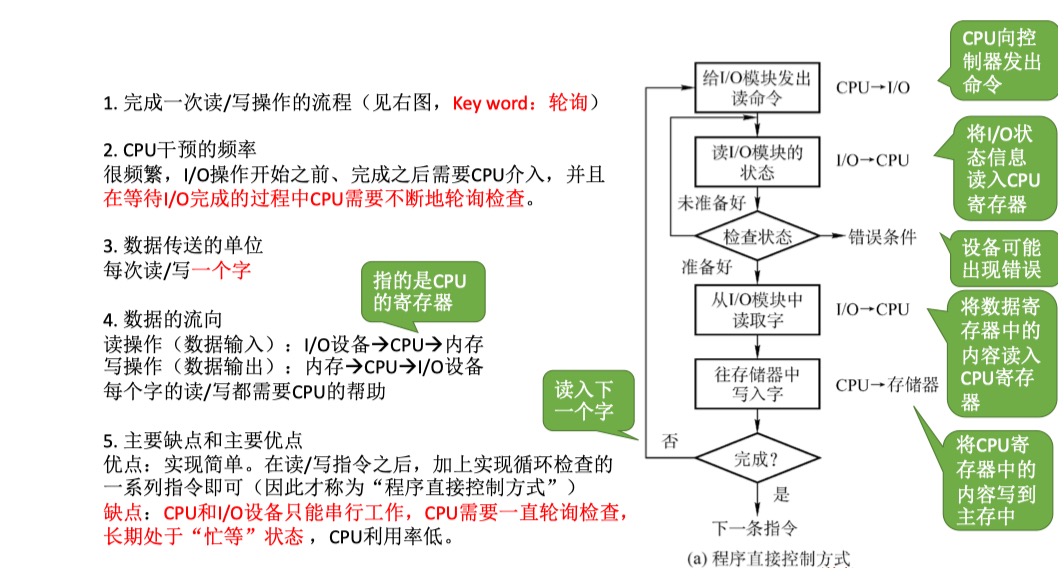 1. 完成一次读/写操作的流程（见右图，Key word：轮询）
2. CPU干预的频率
很频繁，I/O操作开始之前、完成之后需要CPU介入，并且
在等待I/O完成的过程中CPU需要不断地轮询检查。
3. 数据传送的单位
每次读/写一个字
指的是CPU
的寄存器
4. 数据的流向
读操作（数据输入）：I/O设备→CPU→内存
写操作（数据输出）：内存→CPU→I/O设备
每个字的读/写都需要CPU的帮助
5. 主要缺点和主要优点
优点：实现简单。在读/写指令之后，加上实现循环检查的
一系列指令即可（因此才称为“程序直接控制方式”）
缺点：CPU和I/O设备只能串行工作，CPU需要一直轮询检查，
长期处于“忙等”状态，CPU利用率低。
给I/O模块发出
读命令
CPU→I/O
CPU向控
制器发出
命令
读I/O模块的
状态
I/O→CPU
将I/O状
态信息
读入CPU
寄存器
未准备好
检查状态
错误条件
设备可能
出现错误
准备好
从I/O模块中
读取字
I/O→CPU
将数据寄
存器中的
内容读入
CPU寄存
器
往存储器中
写入字
CPU→存储器
将CPU寄
存器中的
内容写到
主存中
读入下
一个字
否
完成？
是
下一条指令
(a) 程序直接控制方式